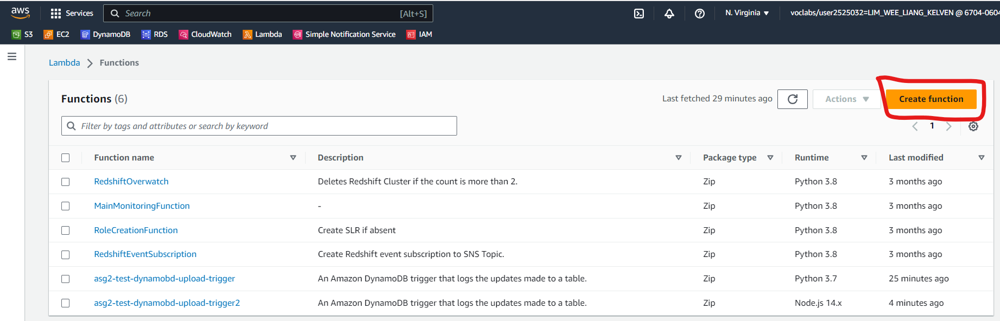 aws Services Search [Alt+S] N. Virginia voclabs/user2525032=LIM_WEE_LIANG_KELVEN @ 6704-0604
S3 EC2 DynamoDB RDS CloudWatch Lambda Simple Notification Service IAM
Lambda Functions
Functions (6) Last fetched 29 minutes ago Actions Create function
Filter by tags and attributes or search by keyword 1
Function name Description Package type Runtime Last modified
RedshiftOverwatch Deletes Redshift Cluster if the count is more than 2. Zip Python 3.8 3 months ago
MainMonitoringFunction - Zip Python 3.8 3 months ago
RoleCreationFunction Create SLR if absent Zip Python 3.8 3 months ago
RedshiftEventSubscription Create Redshift event subscription to SNS Topic. Zip Python 3.8 3 months ago
asg2-test-dynamobd-upload-trigger An Amazon DynamoDB trigger that logs the updates made to a table. Zip Python 3.7 25 minutes ago
asg2-test-dynamobd-upload-trigger2 An Amazon DynamoDB trigger that logs the updates made to a table. Zip Node.js 14.x 4 minutes ago